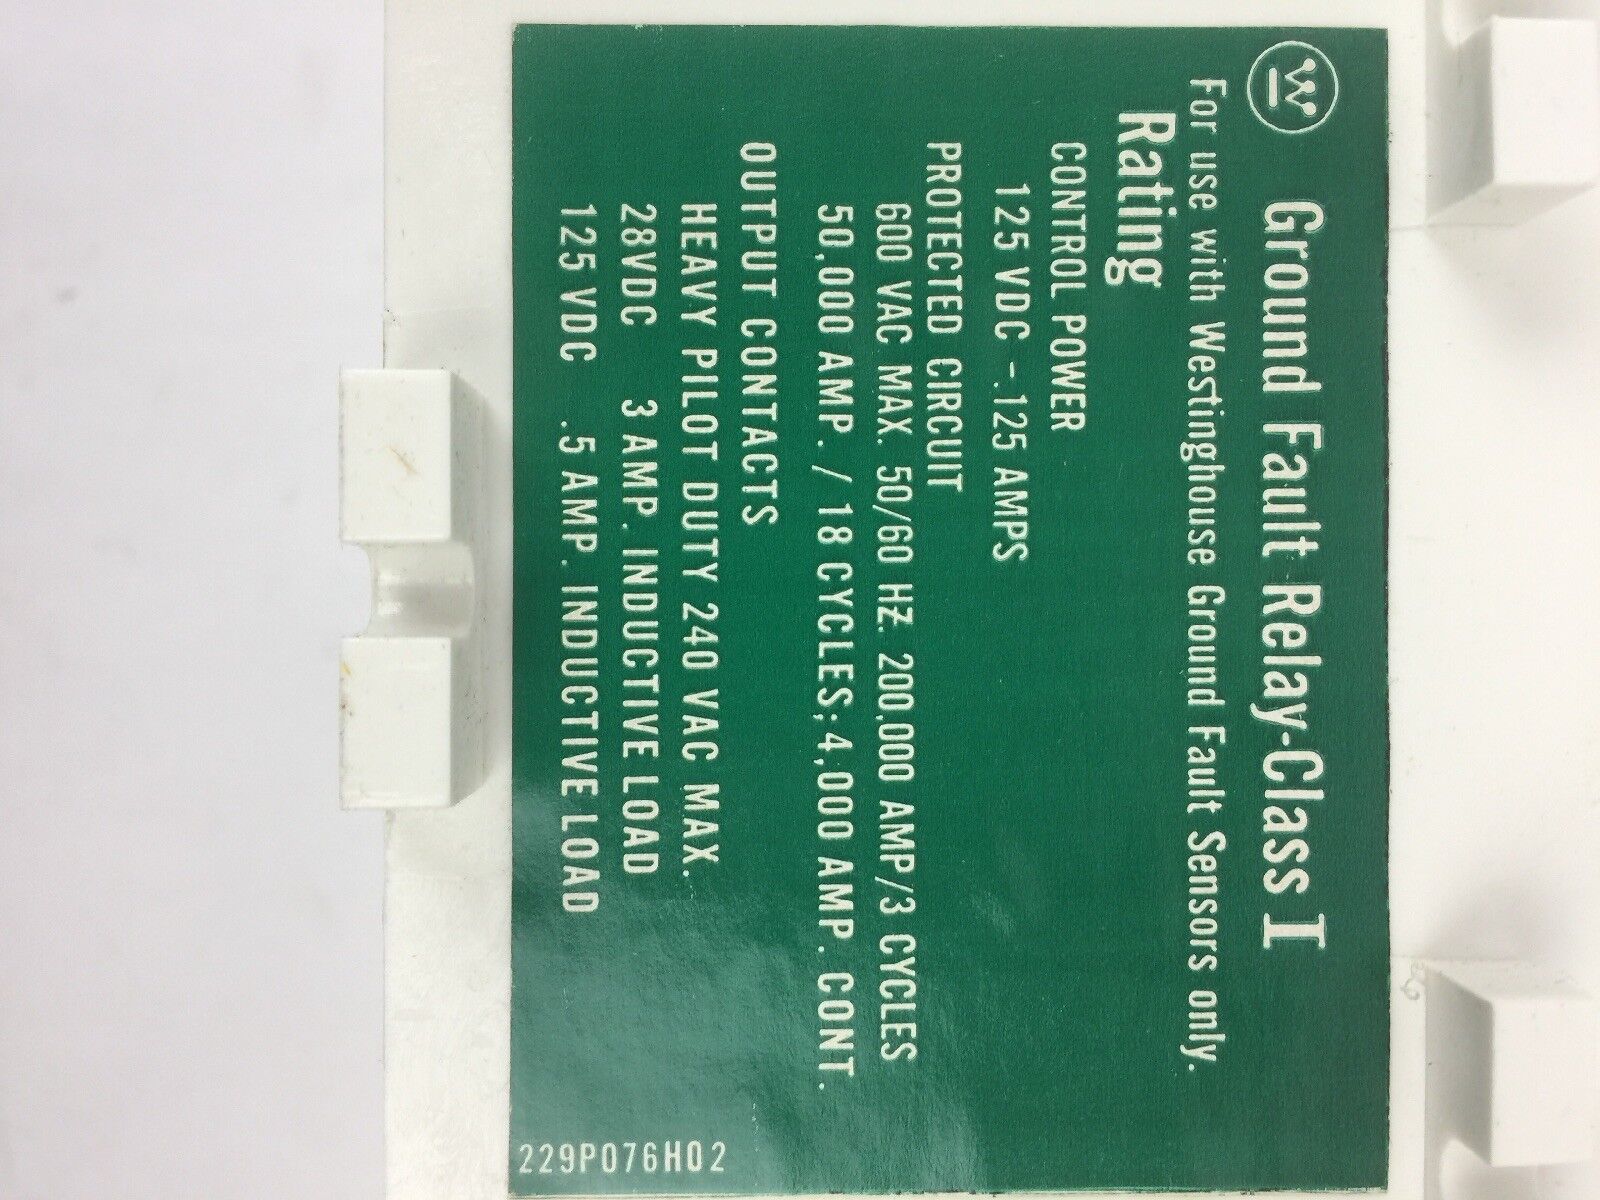 Ground Fault Relay-Class I
For use with Westinghouse Ground Fault Sensors only.
Rating
CONTROL POWER
125 VDC -.125 AMPS
PROTECTED CIRCUIT
600 VAC MAX. 50/60 HZ. 200,000 AMP/3 CYCLES
50,000 AMP. / 18 CYCLES; 4,000 AMP. CONT.
OUTPUT CONTACTS
HEAVY PILOT DUTY 240 VAC MAX.
28VDC 3 AMP. INDUCTIVE LOAD
125 VDC .5 AMP. INDUCTIVE LOAD
229P076H02